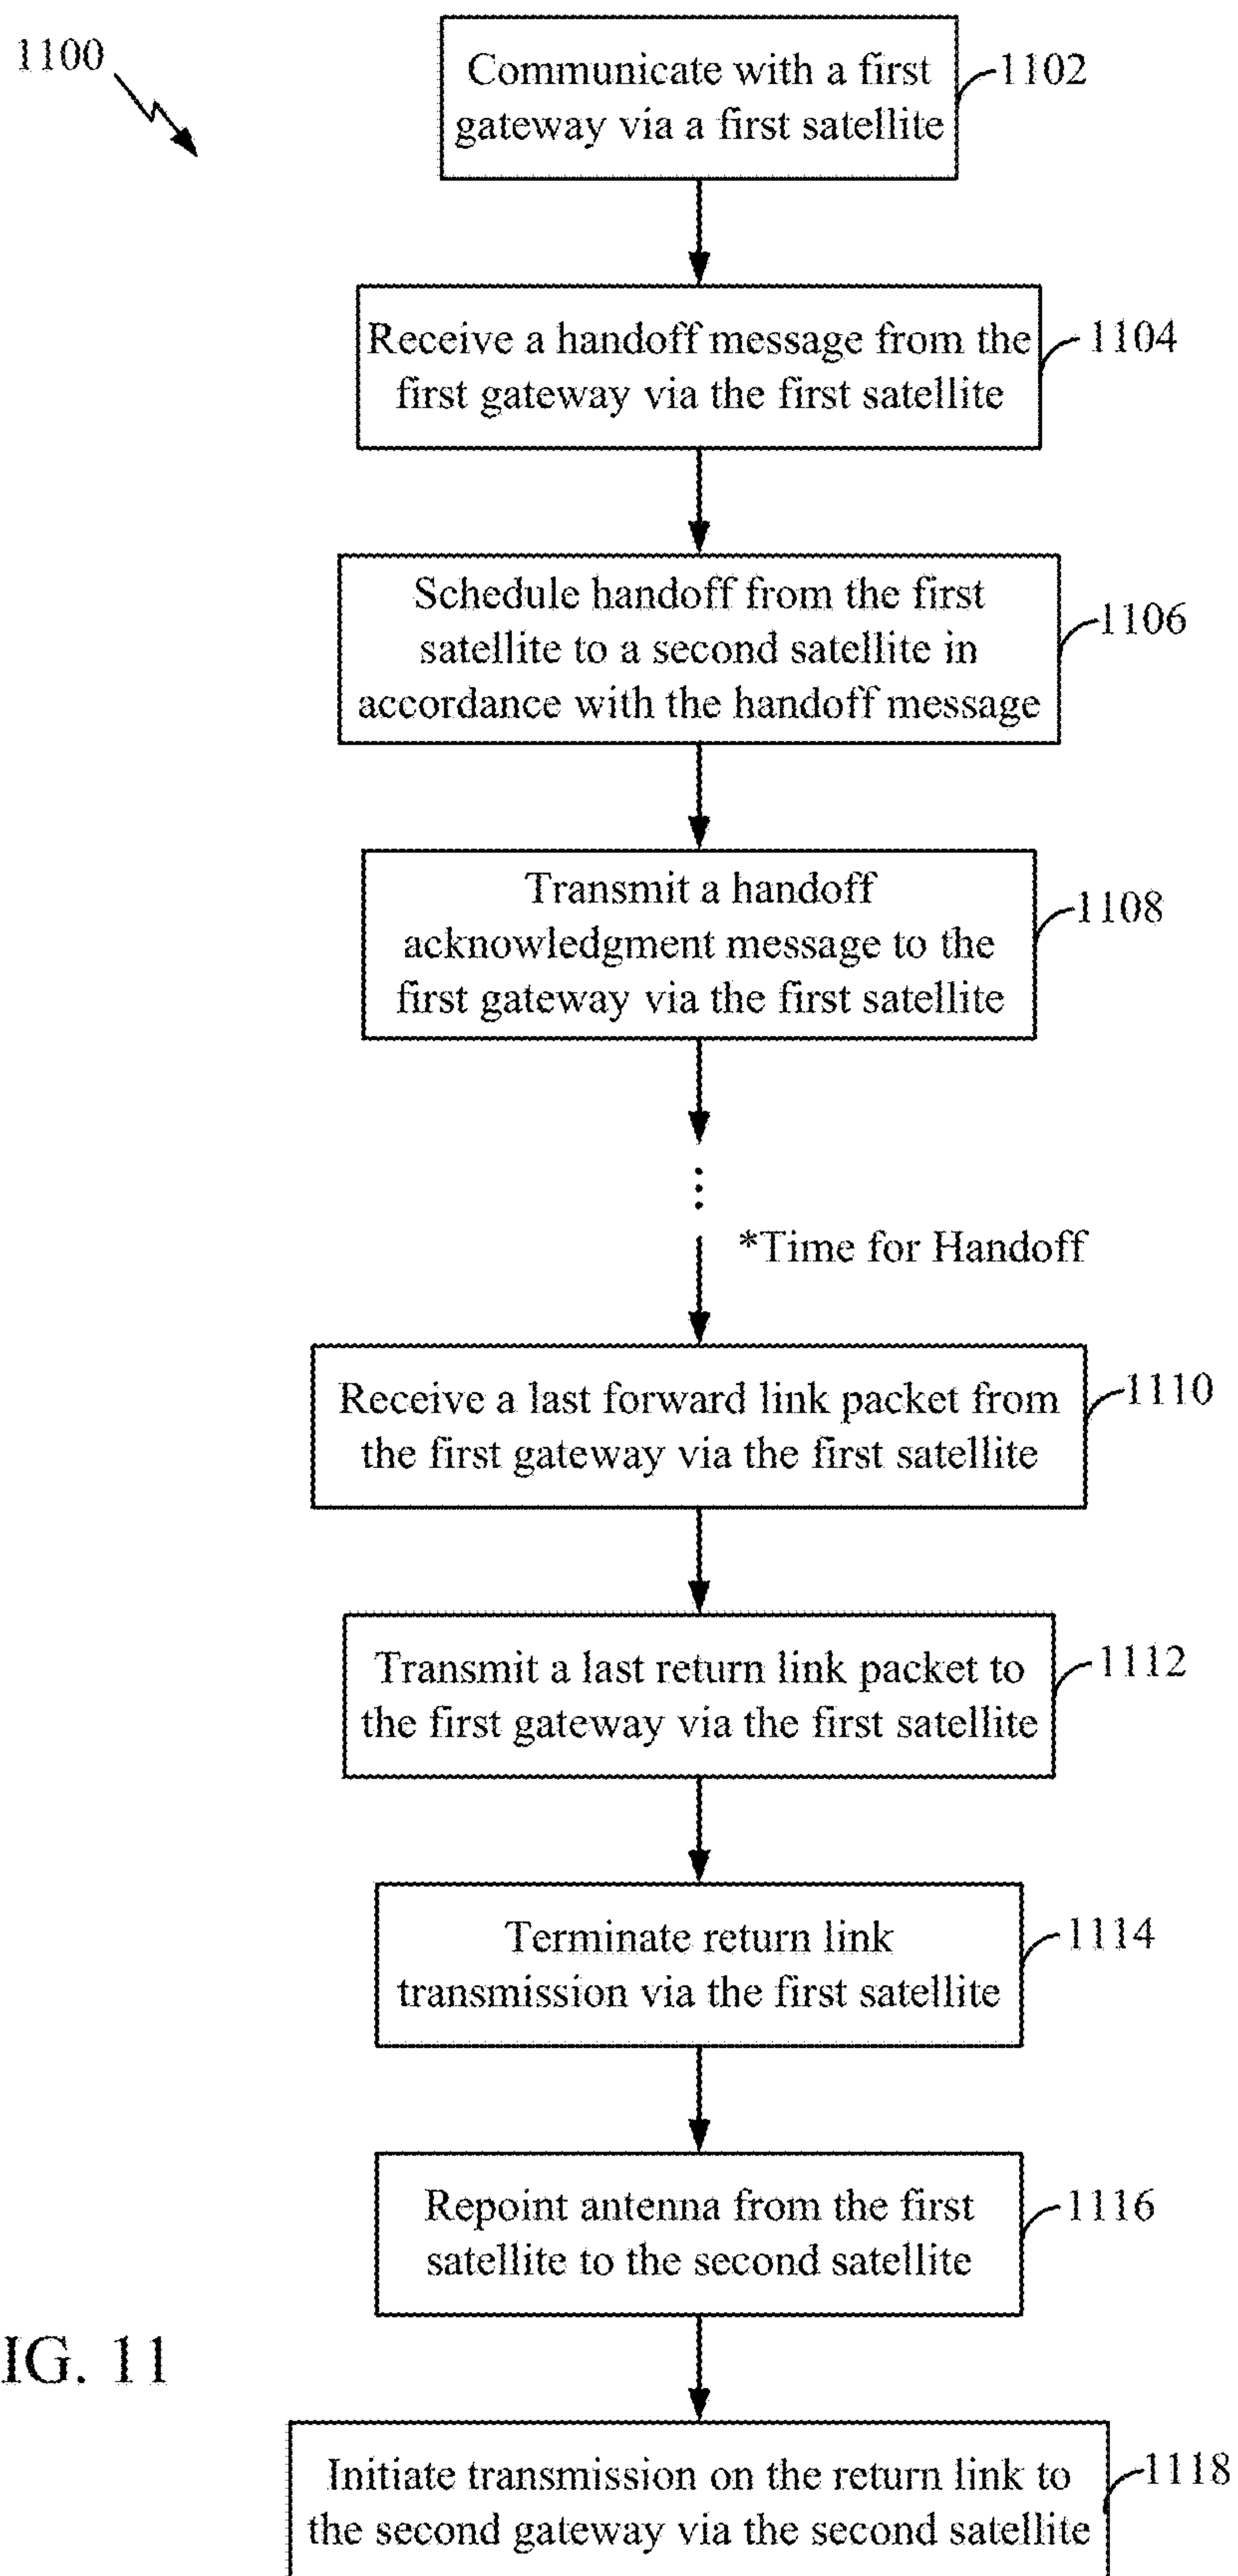 1100
Communicate with a first
gateway via a first satellite
1102
Receive a handoff message from the
first gateway via the first satellite
1104
Schedule handoff from the first
satellite to a second satellite in
accordance with the handoff message
1106
Transmit a handoff
acknowledgment message to the
first gateway via the first satellite
1108
*Time for Handoff
Receive a last forward link packet from
the first gateway via the first satellite
1110
Transmit a last return link packet to
the first gateway via the first satellite
1112
Terminate return link
transmission via the first satellite
1114
Repoint antenna from the first
satellite to the second satellite
1116
IG. 11
Initiate transmission on the return link to
the second gateway via the second satellite
1118